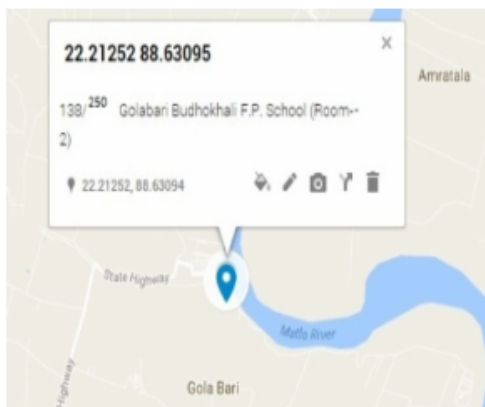 22.21252 88.63095
×
Amratala
138/250 Golabari Budhokhali F.P. School (Room--
2)
22.21252, 88.63094
State Highway
Matla River
Gola Bari
Highway